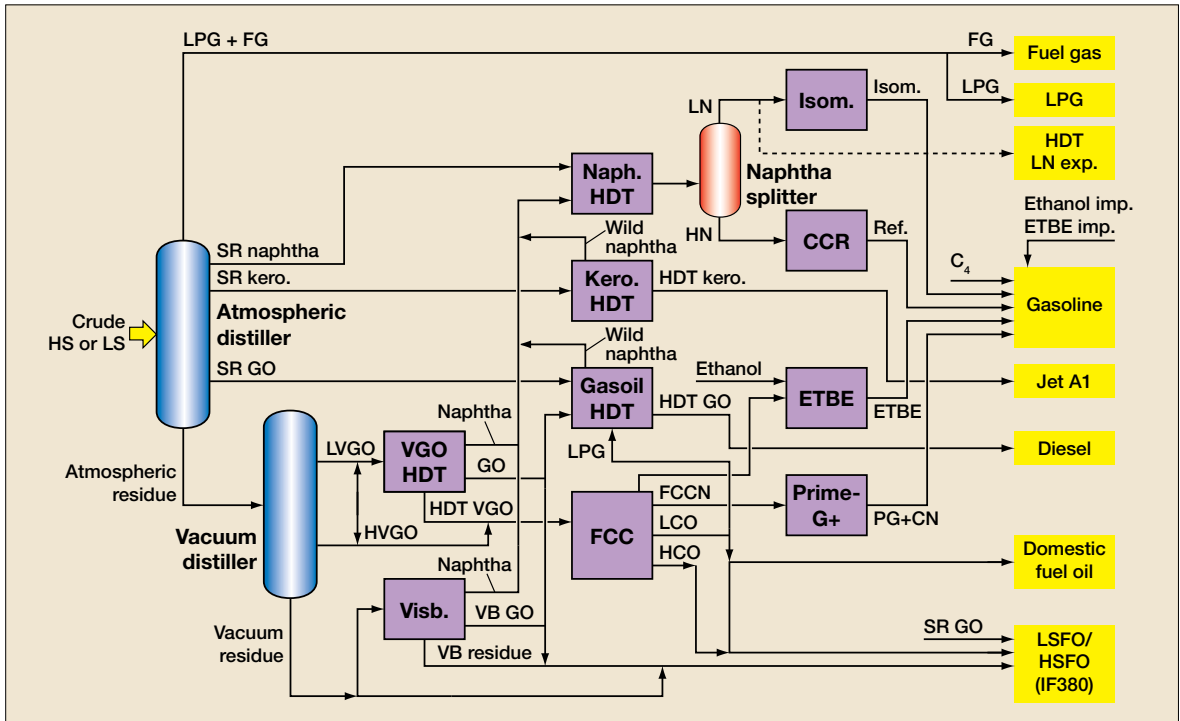 LPG + FG
FG
Fuel gas
LPG
LPG
Isom.
Isom.
LN
HDT
LN exp.
Naph.
HDT
Naphtha
splitter
Ethanol imp.
ETBE imp.
HN
CCR
Ref.
SR naphtha
Wild
naphtha
C4
SR kero.
Kero.
HDT
HDT kero.
Gasoline
Crude
HS or LS
Atmospheric
distiller
Wild
naphtha
SR GO
Gasoil
HDT
Ethanol
ETBE
ETBE
Jet A1
Naphtha
HDT GO
LVGO
VGO
HDT
GO
LPG
Diesel
Atmospheric
residue
HDT VGO
FCC
FCCN
Prime-
G+
PG+CN
Vacuum
distiller
HVGO
LCO
HCO
Domestic
fuel oil
Naphtha
Visb.
VB GO
Vacuum
residue
VB residue
SR GO
LSFO/
HSFO
(IF380)